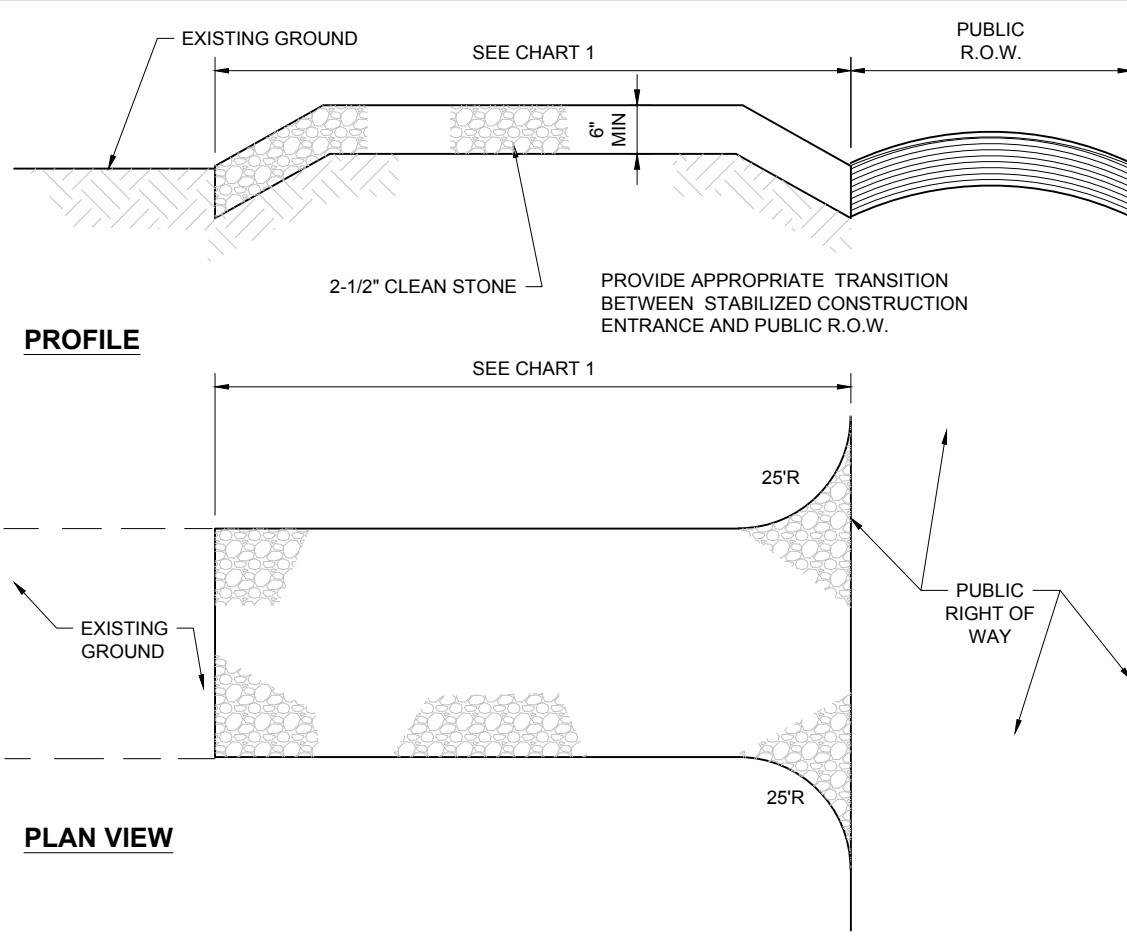 EXISTING GROUND
SEE CHART 1
PUBLIC
R.O.W.
6"
MIN
2-1/2" CLEAN STONE
PROVIDE APPROPRIATE TRANSITION
BETWEEN STABILIZED CONSTRUCTION
ENTRANCE AND PUBLIC R.O.W.
PROFILE
SEE CHART 1
25'R
EXISTING
GROUND
PUBLIC
RIGHT OF
WAY
25'R
PLAN VIEW